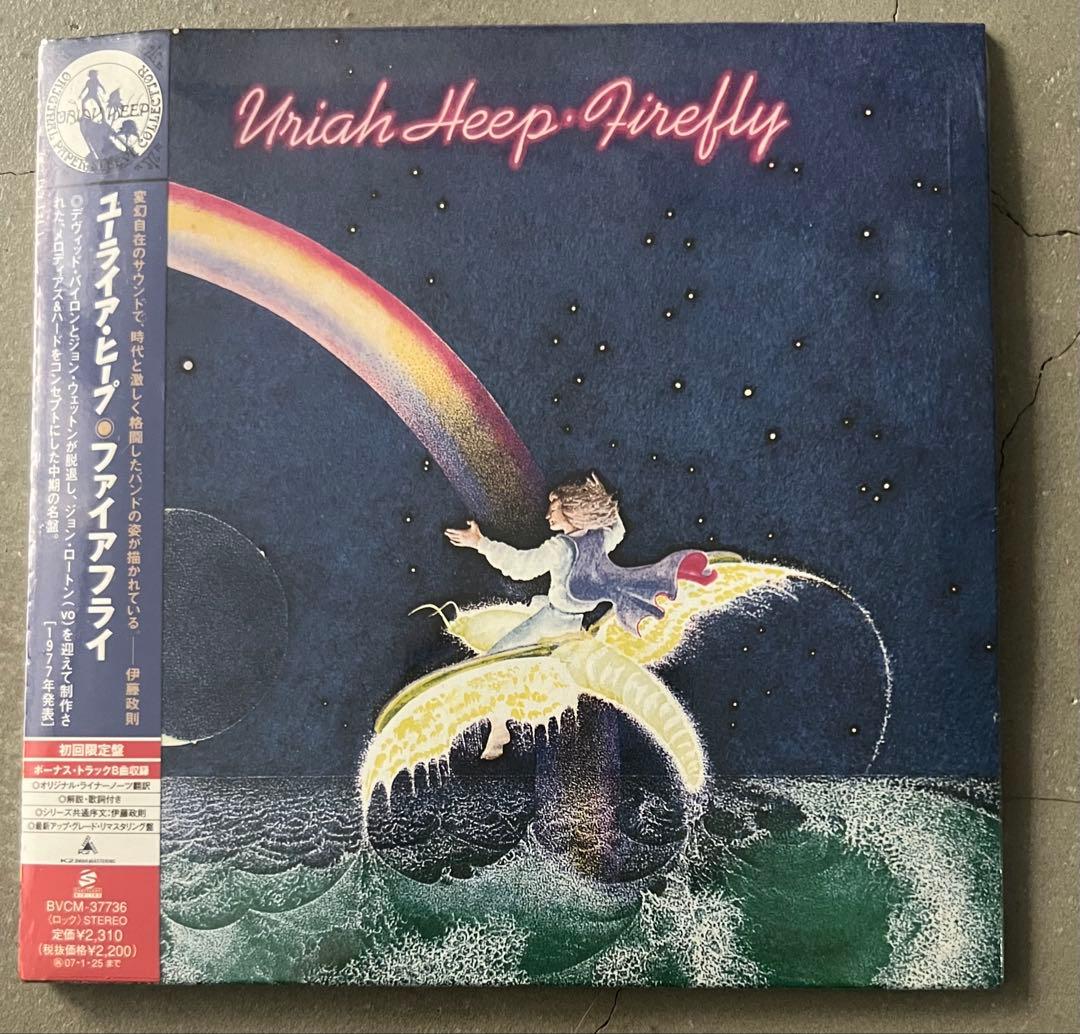 Uriah Heep・Firefly
URIAH HEEP
PAPER SLEEVE COLLECTION
変幻自在のサウンドで、時代と激しく格闘したバンドの姿が描かれている ── 伊藤政則
ユーライア・ヒープ◉ファイアフライ
◎デヴィッド・バイロンとジョン・ウェットンが脱退し、ジョン・ロートン(vo)を迎えて制作さ
れた、メロディアス&ハードをコンセプトにした中期の名盤。
[1977年発表]
初回限定盤
ボーナス・トラック8曲収録
◎オリジナル・ライナーノーツ翻訳
◎解説・歌詞付き
◎シリーズ共通序文:伊藤政則
◎最新アップ・グレード・リマスタリング盤
K2
BVCM-37736
〈ロック〉STEREO
定価¥2,310
(税抜価格¥2,200)
07・1・25まで